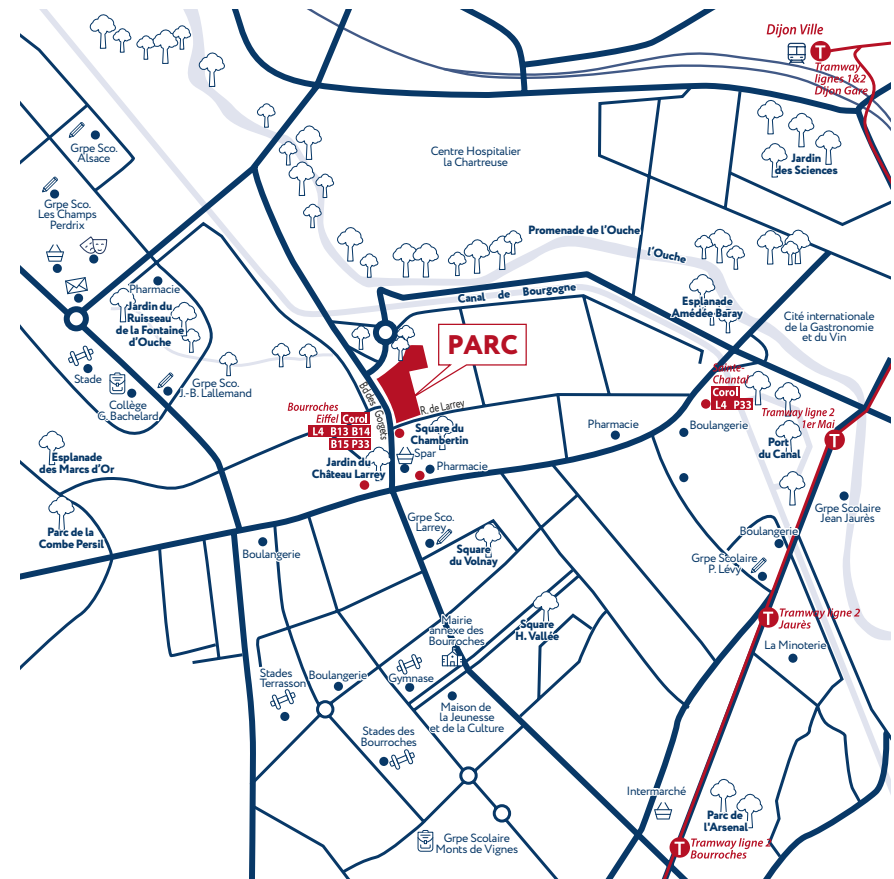 Dijon Ville
T
Tramway
lignes 1&2
Dijon Gare
Grpe Sco.
Alsace
Centre Hospitalier
la Chartreuse
Jardin
des Sciences
Grpe Sco.
Les Champs
Perdrix
Promenade de l'Ouche
l'Ouche
Pharmacie
Jardin du
Ruisseau
de la Fontaine
d'Ouche
Canal de Bourgogne
Esplanade
Amédée Baray
Cité internationale
de la Gastronomie
et du Vin
PARC
Stade
Collège
G. Bachelard
Grpe Sco.
J.-B. Lallemand
Bd des Gorgets
R. de Larrey
Sainte-
Chantal
Corol
L4 P33
Bourroches
Eiffel Corol
L4 B13 B14
B15 P33
Tramway ligne 2
1er Mai
T
Square du
Chambertin
Pharmacie
Boulangerie
Port
du Canal
Esplanade
des Marcs d'Or
Jardin du
Château Larrey
Spar
Pharmacie
Parc de la
Combe Persil
Boulangerie
Grpe Sco.
Larrey
Square
du Volnay
Grpe Scolaire
Jean Jaurès
Boulangerie
Grpe Scolaire
P. Lévy
T
Tramway ligne 2
Jaurès
Mairie
annexe des
Bourroches
Square
H. Vallée
La Minoterie
Stades
Terrasson
Boulangerie
Gymnase
Maison de
la Jeunesse
et de la Culture
Stades des
Bourroches
Intermarché
Parc de
l'Arsenal
Grpe Scolaire
Monts de Vignes
T
Tramway ligne 2
Bourroches